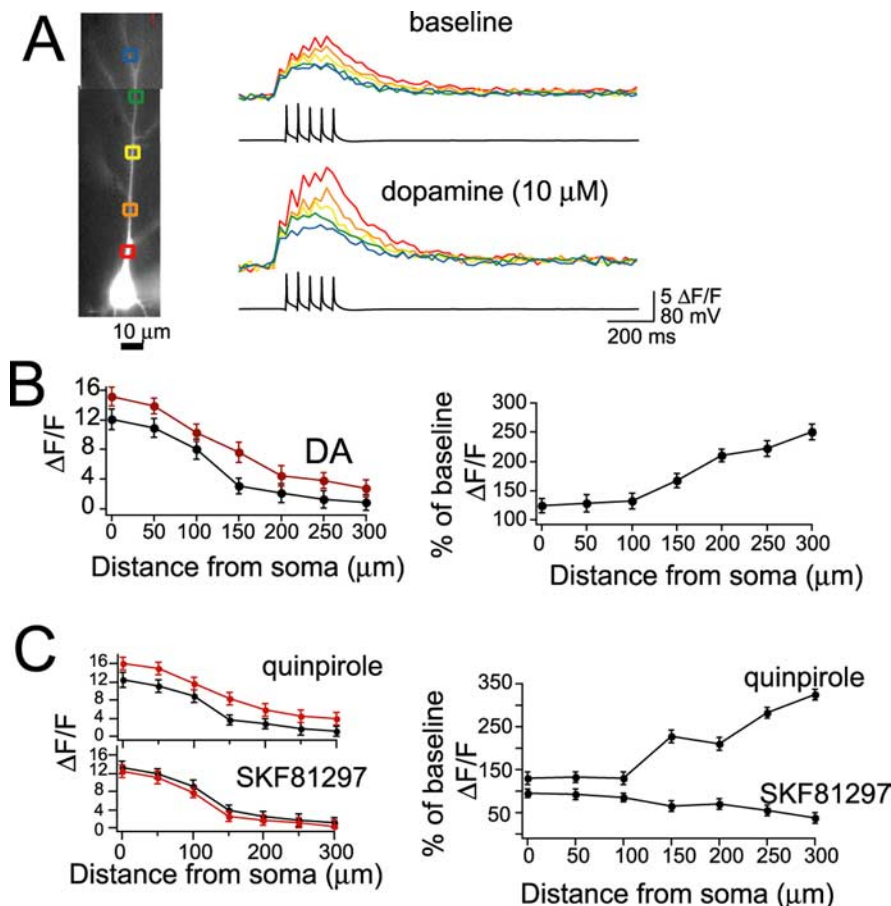 A
baseline
dopamine (10 μM)
5 ΔF/F
80 mV
200 ms
10 μm
B
ΔF/F
16
12
8
4
0
DA
0 50 100 150 200 250 300
Distance from soma (μm)
% of baseline
ΔF/F
300
250
200
150
100
0 50 100 150 200 250 300
Distance from soma (μm)
C
ΔF/F
16
12
8
4
0
quinpirole
16
12
8
4
0
SKF81297
0 50 100 150 200 250 300
Distance from soma (μm)
% of baseline
ΔF/F
350
250
150
50
quinpirole
SKF81297
0 50 100 150 200 250 300
Distance from soma (μm)